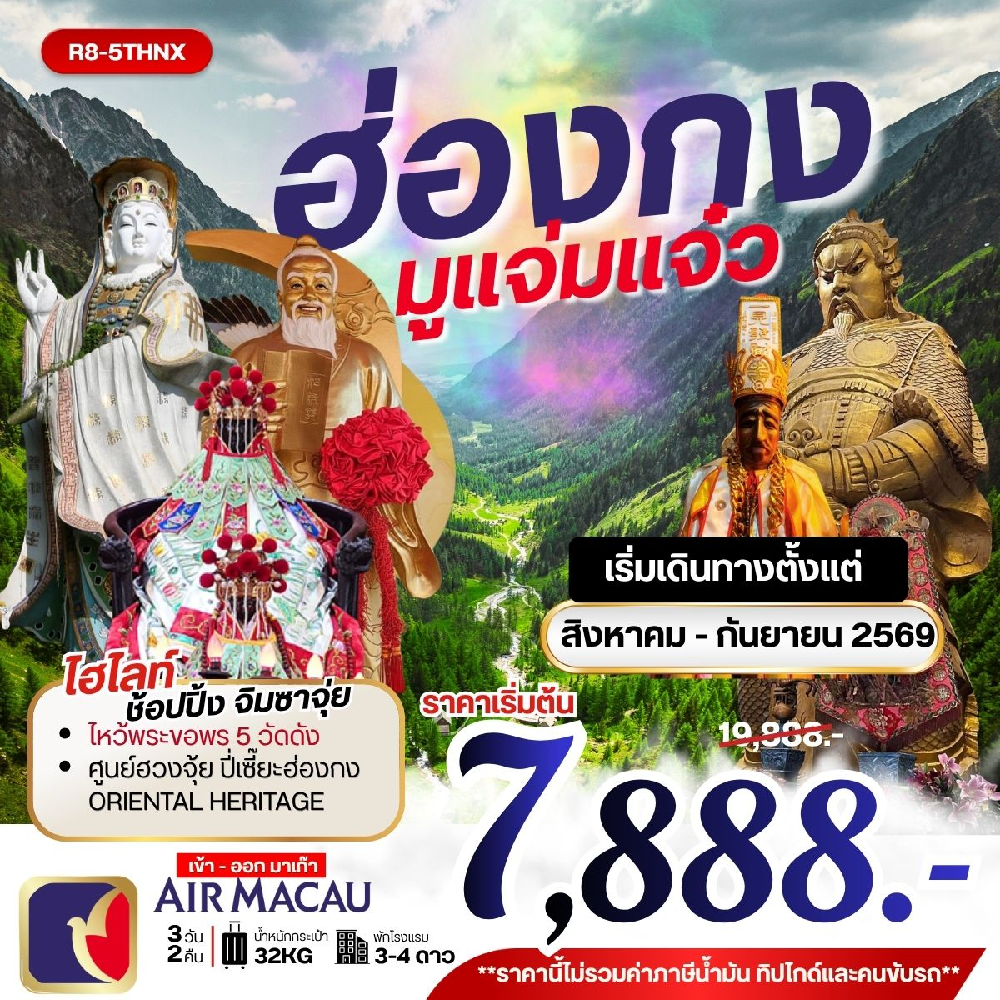 R8-5THNX
ฮ่องกง
มูแจ่มแจ๋ว
เริ่มเดินทางตั้งแต่
สิงหาคม - กันยายน 2569
ไฮไลท์
ช้อปปิ้ง จิมซาจุ่ย
• ไหว้พระขอพร 5 วัดดัง
• ศูนย์ฮวงจุ้ย ปี่เซี๊ยะฮ่องกง
ORIENTAL HERITAGE
ราคาเริ่มต้น
19,888.-
7,888.-
เข้า - ออก มาเก๊า
AIR MACAU
3 วัน
2 คืน
น้ำหนักกระเป๋า
32KG
พักโรงแรม
3-4 ดาว
**ราคานี้ไม่รวมค่าภาษีน้ำมัน ทิปไกด์และคนขับรถ**